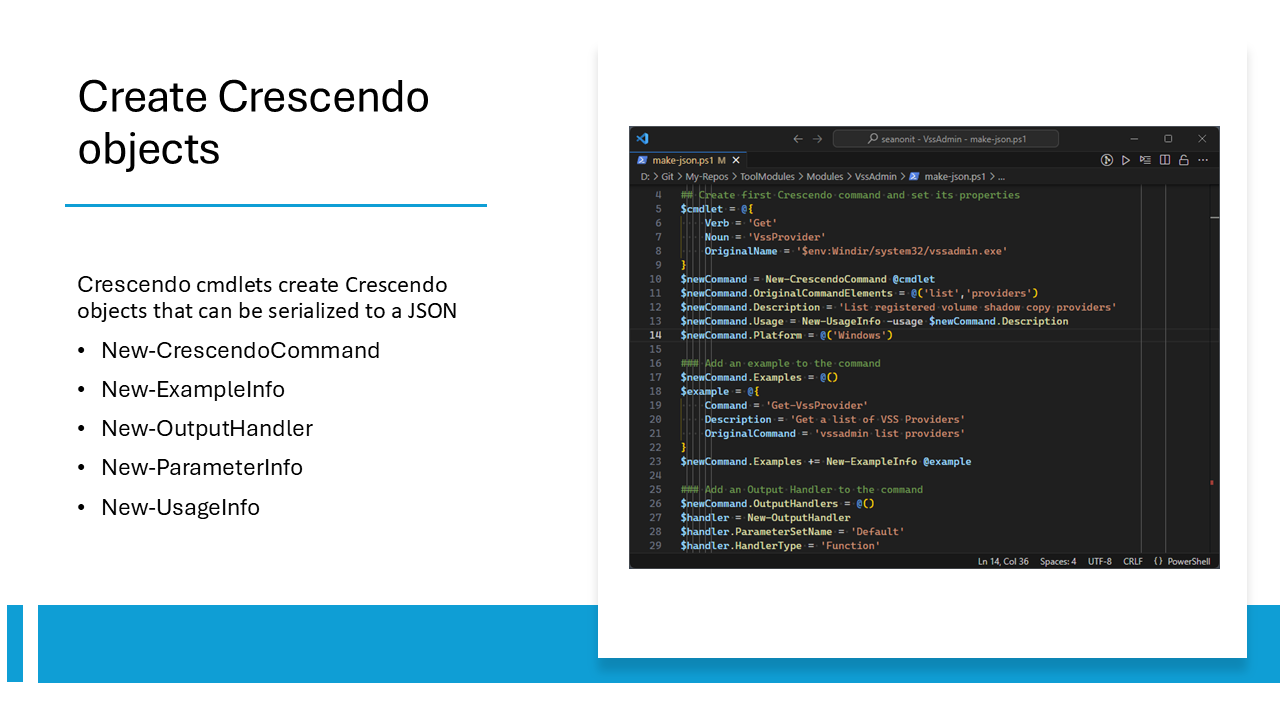 Create Crescendo
objects
Crescendo cmdlets create Crescendo
objects that can be serialized to a JSON
• New-CrescendoCommand
• New-ExampleInfo
• New-OutputHandler
• New-ParameterInfo
• New-UsageInfo
seanonit - VssAdmin - make-json.ps1
make-json.ps1 M
D: > Git > My-Repos > ToolModules > Modules > VssAdmin > make-json.ps1 > ...
4 ## Create first Crescendo command and set its properties
5 $cmdlet = @{
6     Verb = 'Get'
7     Noun = 'VssProvider'
8     OriginalName = '$env:Windir/system32/vssadmin.exe'
9 }
10 $newCommand = New-CrescendoCommand @cmdlet
11 $newCommand.OriginalCommandElements = @('list','providers')
12 $newCommand.Description = 'List registered volume shadow copy providers'
13 $newCommand.Usage = New-UsageInfo -usage $newCommand.Description
14 $newCommand.Platform = @('Windows')
15
16 ### Add an example to the command
17 $newCommand.Examples = @()
18 $example = @{
19     Command = 'Get-VssProvider'
20     Description = 'Get a list of VSS Providers'
21     OriginalCommand = 'vssadmin list providers'
22 }
23 $newCommand.Examples += New-ExampleInfo @example
24
25 ### Add an Output Handler to the command
26 $newCommand.OutputHandlers = @()
27 $handler = New-OutputHandler
28 $handler.ParameterSetName = 'Default'
29 $handler.HandlerType = 'Function'
Ln 14, Col 36 Spaces: 4 UTF-8 CRLF {} PowerShell